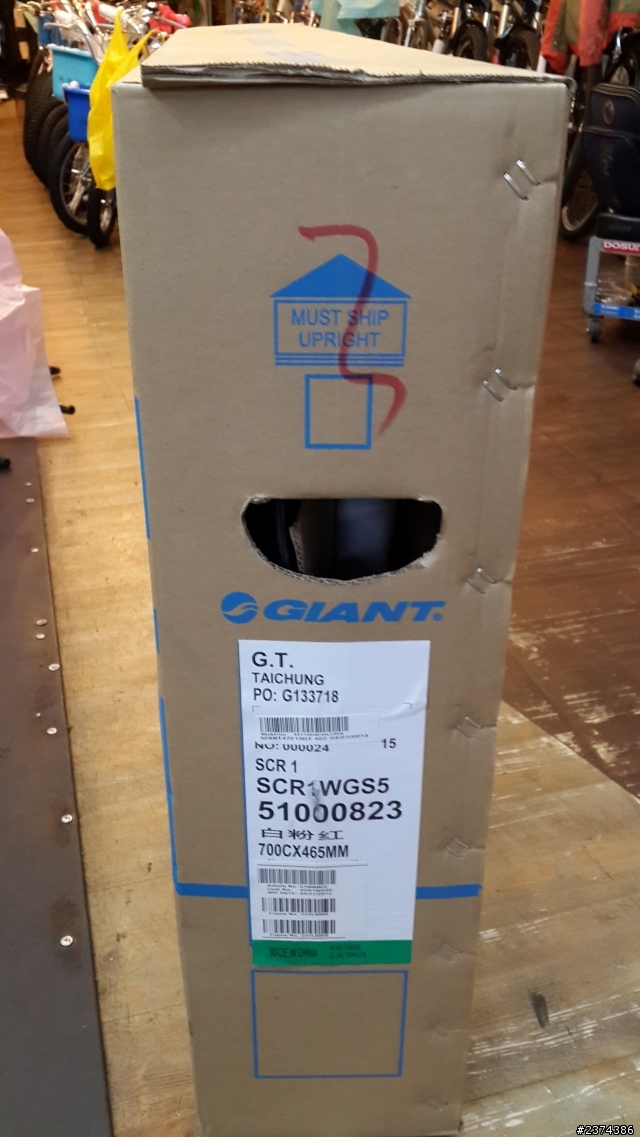 MUST SHIP
UPRIGHT
GIANT
G.T.
TAICHUNG
PO: G133718
NO: 000024 15
SCR 1
SCR1WGS5
51000823
白粉紅
700CX465MM
MADE IN CHINA
#2374386